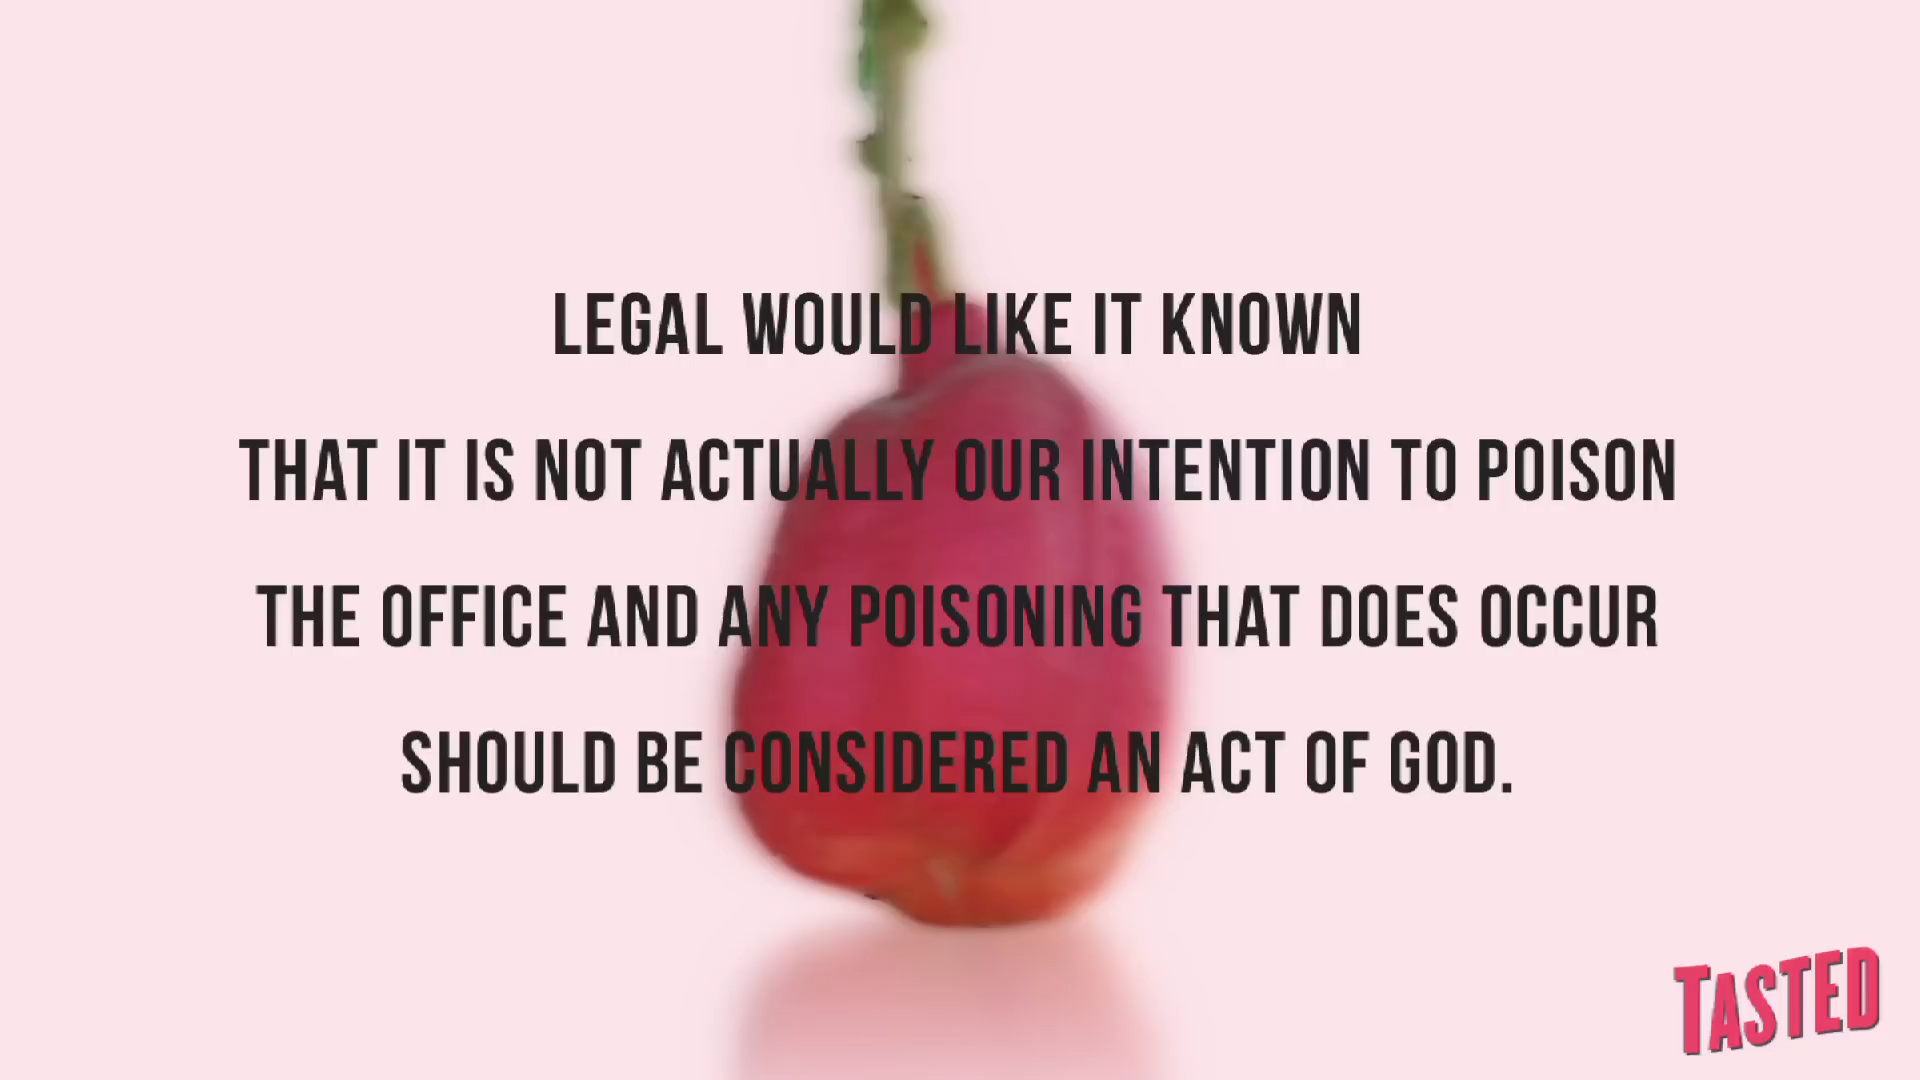 LEGAL WOULD LIKE IT KNOWN
THAT IT IS NOT ACTUALLY OUR INTENTION TO POISON
THE OFFICE AND ANY POISONING THAT DOES OCCUR
SHOULD BE CONSIDERED AN ACT OF GOD.
TASTED